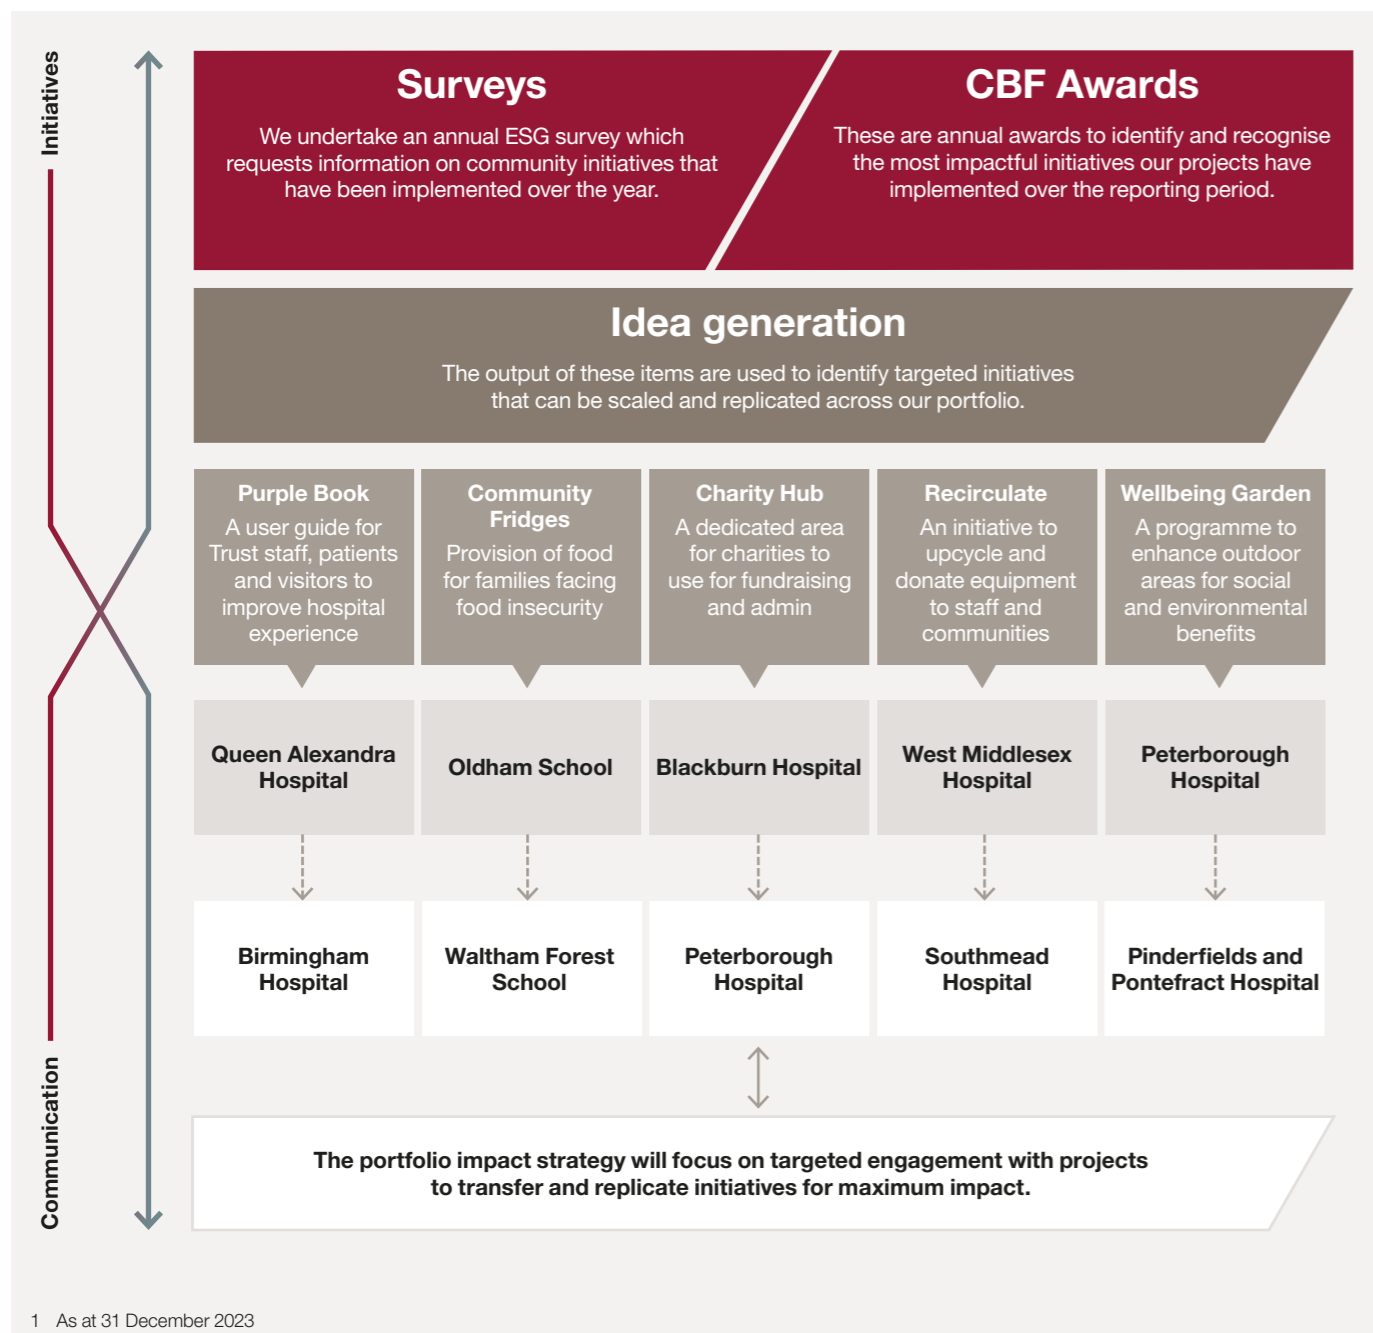 Initiatives
Surveys
We undertake an annual ESG survey which
requests information on community initiatives that
have been implemented over the year.
CBF Awards
These are annual awards to identify and recognise
the most impactful initiatives our projects have
implemented over the reporting period.
Idea generation
The output of these items are used to identify targeted initiatives
that can be scaled and replicated across our portfolio.
Purple Book
A user guide for
Trust staff, patients
and visitors to
improve hospital
experience
Community
Fridges
Provision of food
for families facing
food insecurity
Charity Hub
A dedicated area
for charities to
use for fundraising
and admin
Recirculate
An initiative to
upcycle and
donate equipment
to staff and
communities
Wellbeing Garden
A programme to
enhance outdoor
areas for social
and environmental
benefits
Queen Alexandra
Hospital
Oldham School
Blackburn Hospital
West Middlesex
Hospital
Peterborough
Hospital
Birmingham
Hospital
Waltham Forest
School
Peterborough
Hospital
Southmead
Hospital
Pinderfields and
Pontefract Hospital
Communication
The portfolio impact strategy will focus on targeted engagement with projects
to transfer and replicate initiatives for maximum impact.
1 As at 31 December 2023